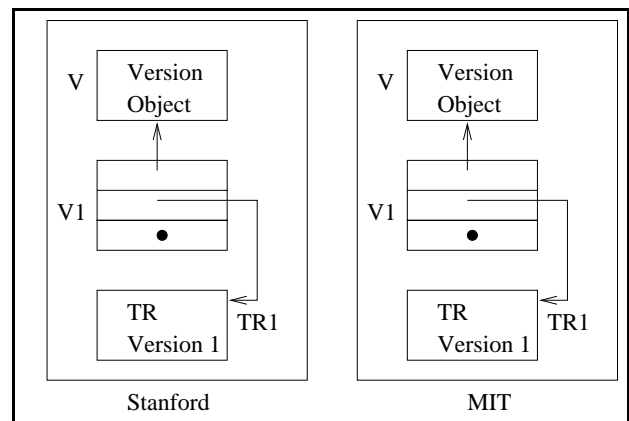 V
Version
Object
V1
TR
Version 1
TR1
Stanford
V
Version
Object
V1
TR
Version 1
TR1
MIT